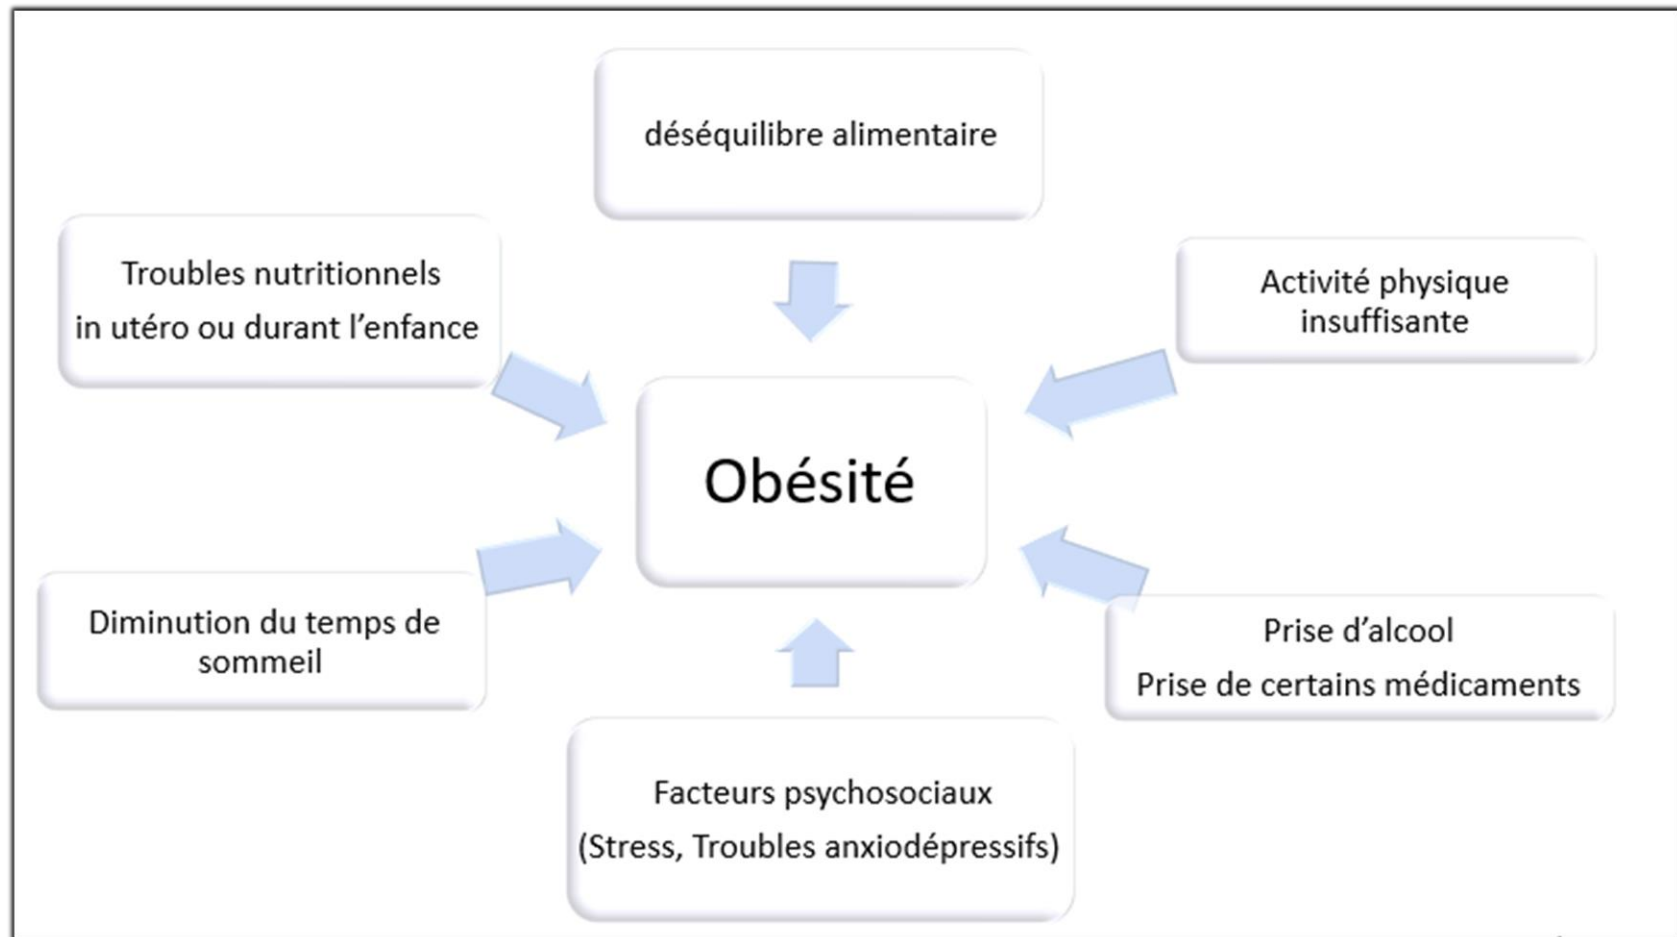 déséquilibre alimentaire
Troubles nutritionnels
in utéro ou durant l’enfance
Activité physique
insuffisante
Obésité
Diminution du temps de
sommeil
Prise d’alcool
Prise de certains médicaments
Facteurs psychosociaux
(Stress, Troubles anxiodépressifs)